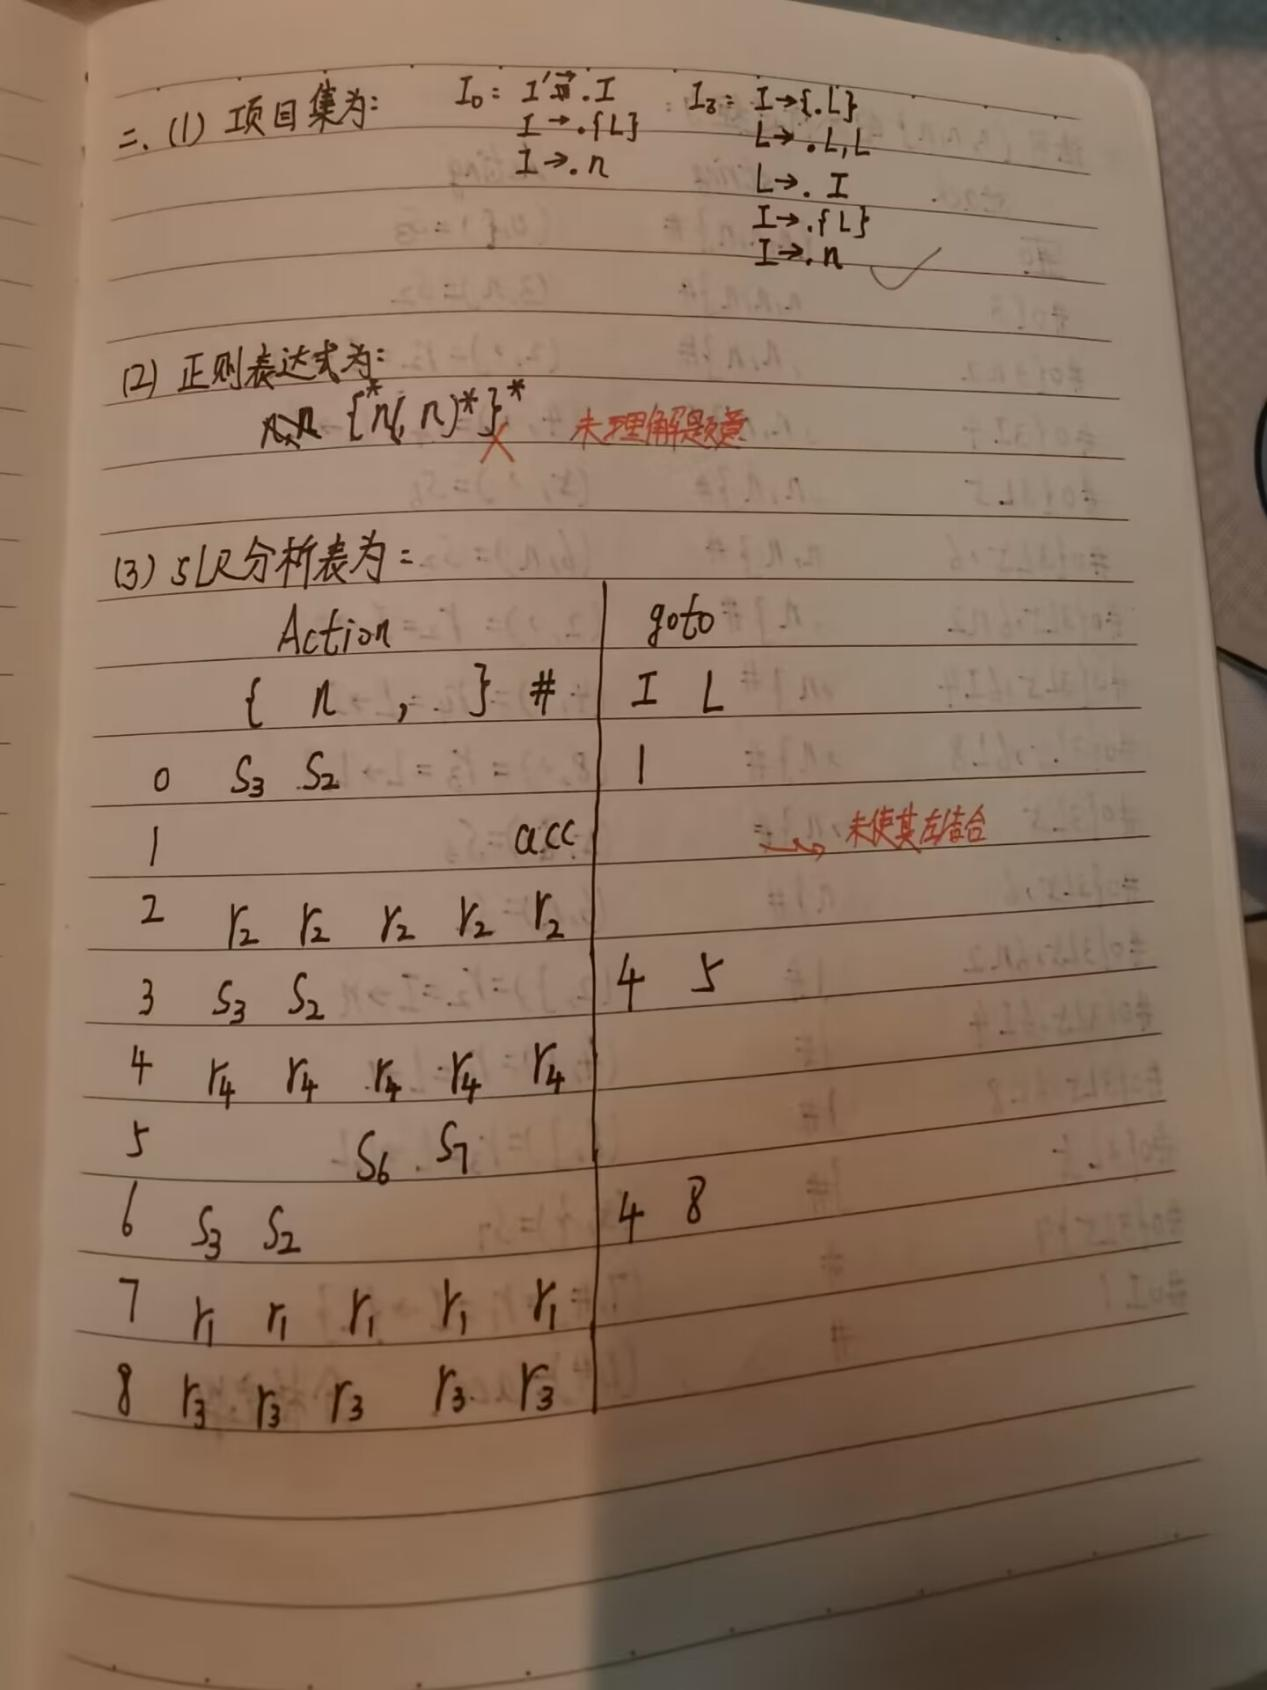 二、(1) 项目集为: I₀: I'→.I I₃: I→{.L}
I→.{L} L→.L,L
I→.n L→.I
I→.{L}
I→.n
(2) 正则表达式为:
{*n(,n)*}* × 未理解题意
(3) SLR分析表为:
Action goto
{ n , } # I L
0 S₃ S₂ 1
1 acc 未使其左结合
2 r₂ r₂ r₂ r₂ r₂
3 S₃ S₂ 4 5
4 r₄ r₄ r₄ r₄ r₄
5 S₆ S₇
6 S₃ S₂ 4 8
7 r₁ r₁ r₁ r₁ r₁
8 r₃ r₃ r₃ r₃ r₃